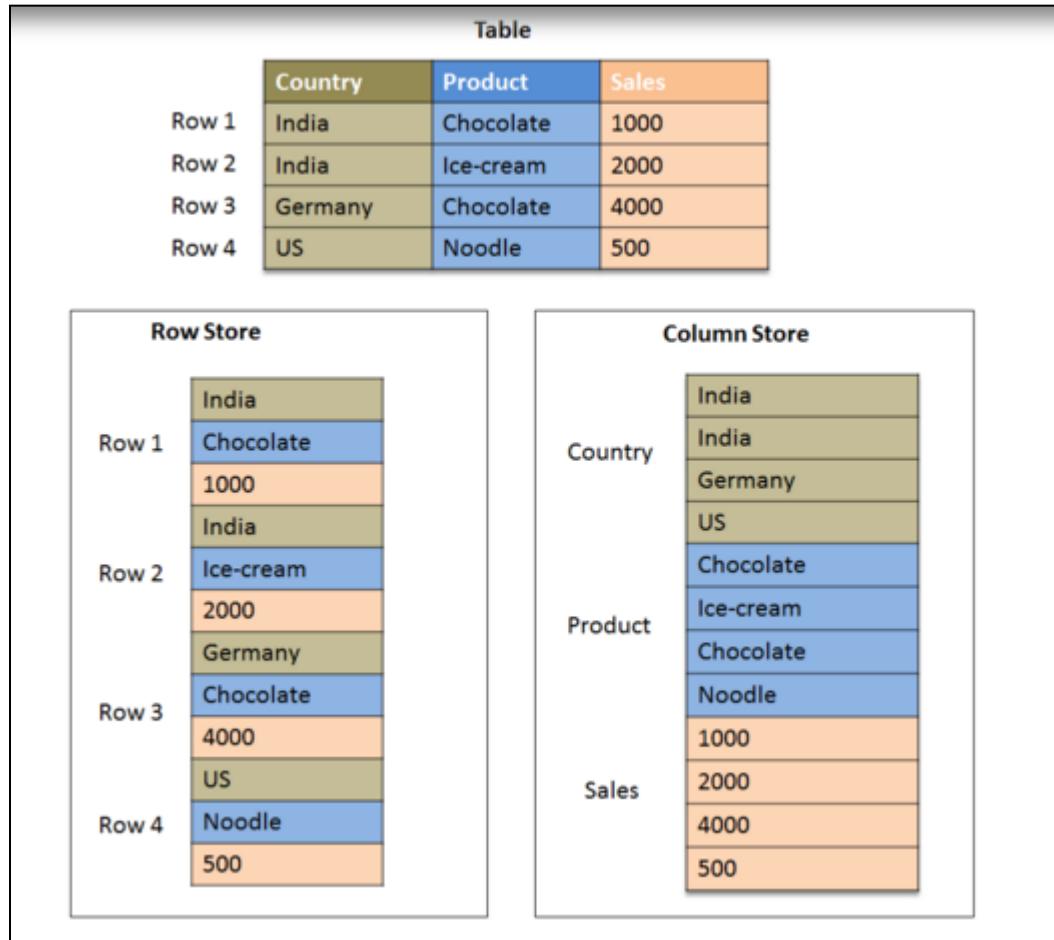 Table
Country Product Sales
Row 1 India Chocolate 1000
Row 2 India Ice-cream 2000
Row 3 Germany Chocolate 4000
Row 4 US Noodle 500
Row Store
India
Row 1 Chocolate
1000
India
Row 2 Ice-cream
2000
Germany
Row 3 Chocolate
4000
US
Row 4 Noodle
500
Column Store
India
Country India
Germany
US
Chocolate
Product Ice-cream
Chocolate
Noodle
1000
Sales 2000
4000
500